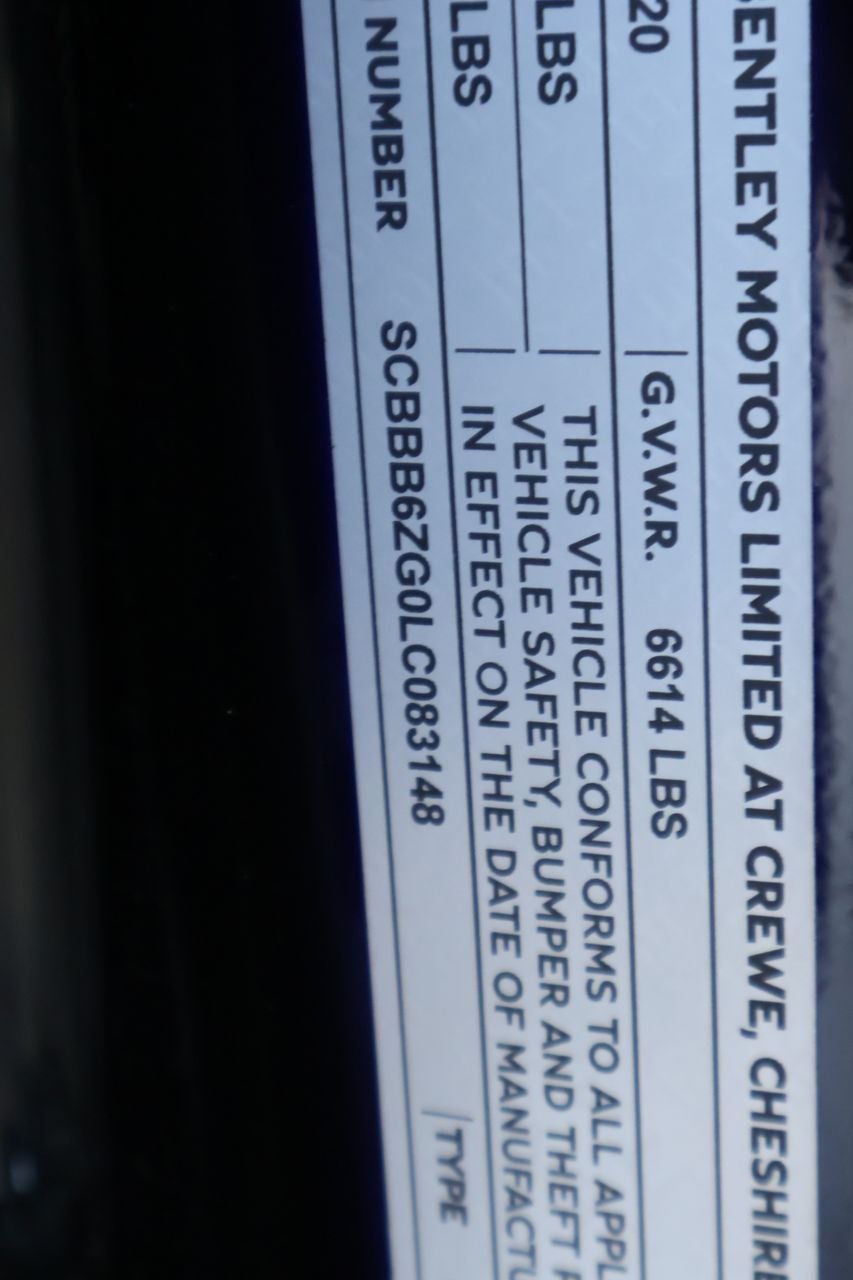 BENTLEY MOTORS LIMITED AT CREWE, CHESHIRE
20 G.V.W.R. 6614 LBS
LBS THIS VEHICLE CONFORMS TO ALL APPL
VEHICLE SAFETY, BUMPER AND THEFT P
LBS IN EFFECT ON THE DATE OF MANUFACTU
NUMBER SCBBB6ZG0LC083148 TYPE